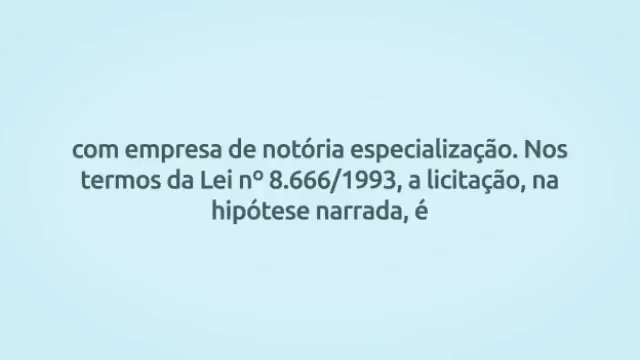 com empresa de notória especialização. Nos
termos da Lei nº 8.666/1993, a licitação, na
hipótese narrada, é